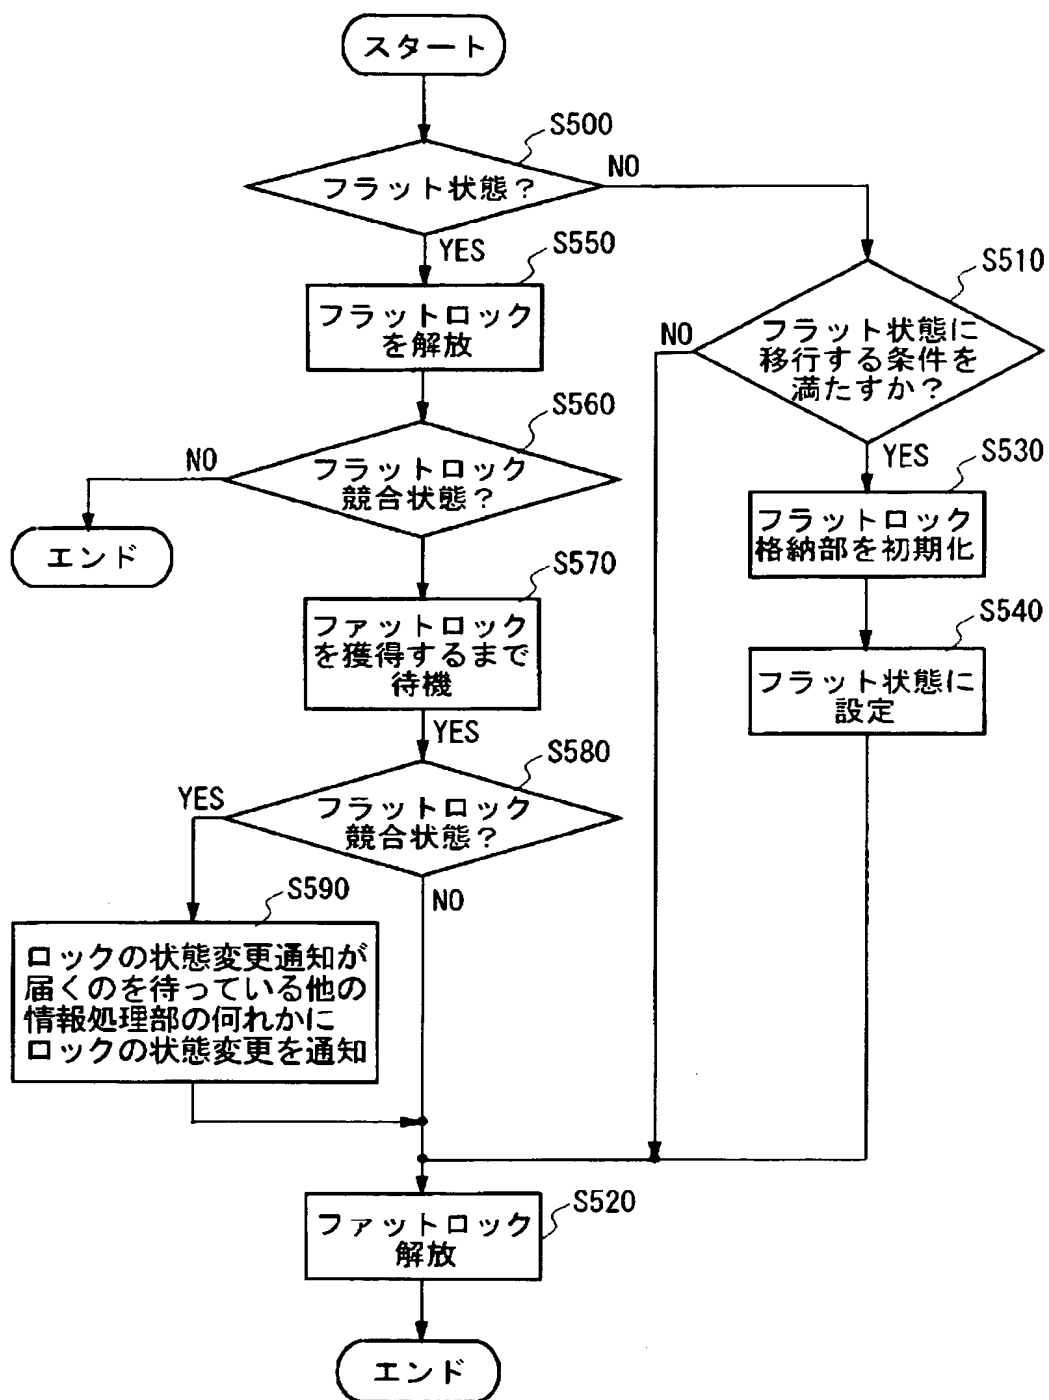 スタート
S500
フラット状態?
NO
YES
S550
フラットロック
を解放
S510
フラット状態に
移行する条件を
満たすか?
NO
YES
S560
フラットロック
競合状態?
NO
エンド
S530
フラットロック
格納部を初期化
S570
ファットロック
を獲得するまで
待機
YES
S540
フラット状態に
設定
S580
フラットロック
競合状態?
YES
NO
S590
ロックの状態変更通知が
届くのを待っている他の
情報処理部の何れかに
ロックの状態変更を通知
S520
ファットロック
解放
エンド